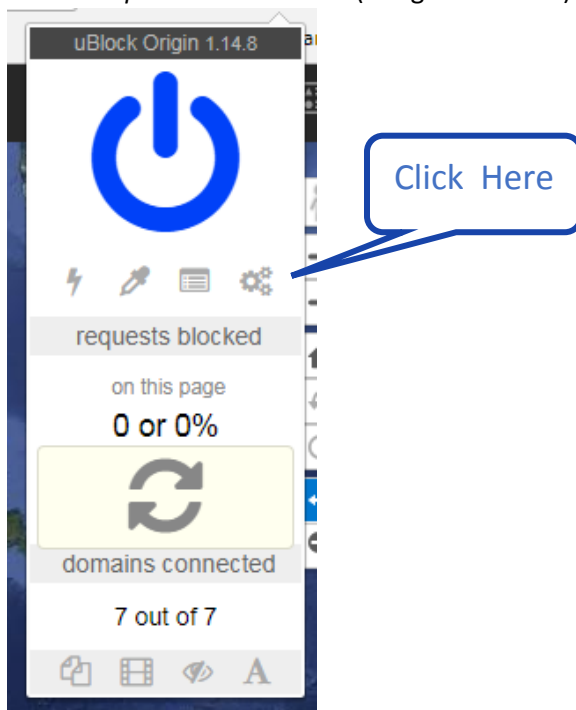 uBlock Origin 1.14.8
Click Here
requests blocked
on this page
0 or 0%
domains connected
7 out of 7
A